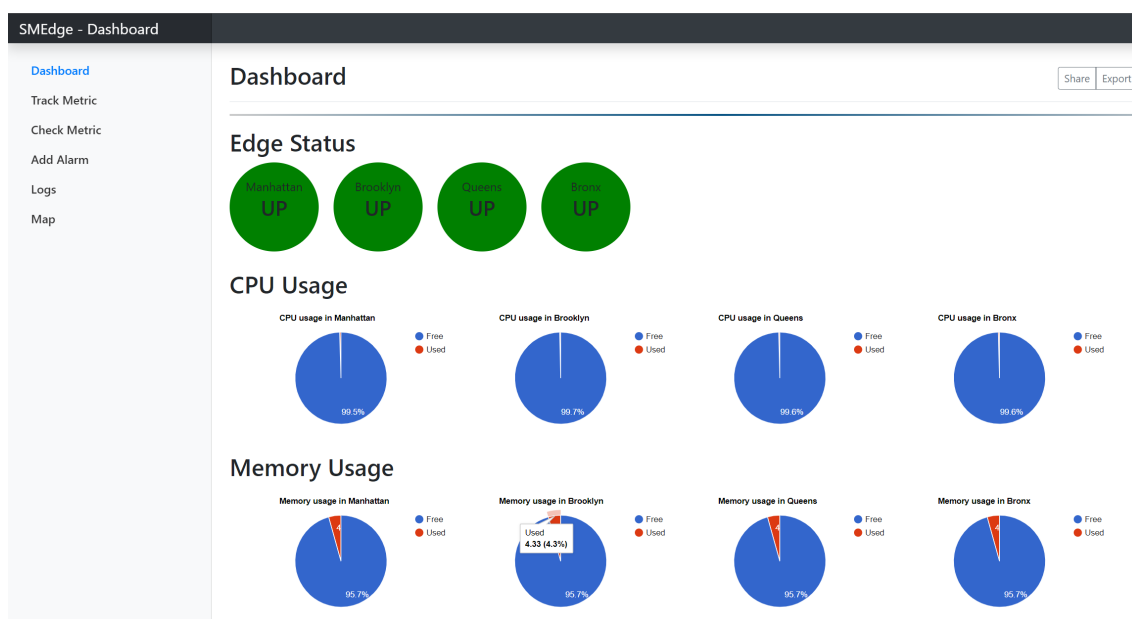 SMEdge - Dashboard
Dashboard
Track Metric
Check Metric
Add Alarm
Logs
Map
Dashboard
Share Export
Edge Status
Manhattan Brooklyn Queens Bronx
UP UP UP UP
CPU Usage
CPU usage in Manhattan CPU usage in Brooklyn CPU usage in Queens CPU usage in Bronx
Free Free Free Free
Used Used Used Used
99.5% 99.7% 99.6% 99.6%
Memory Usage
Memory usage in Manhattan Memory usage in Brooklyn Memory usage in Queens Memory usage in Bronx
Free Free Free Free
4 4 4
Used Used Used Used Used
4.33 (4.3%)
95.7% 95.7% 95.7% 95.7%